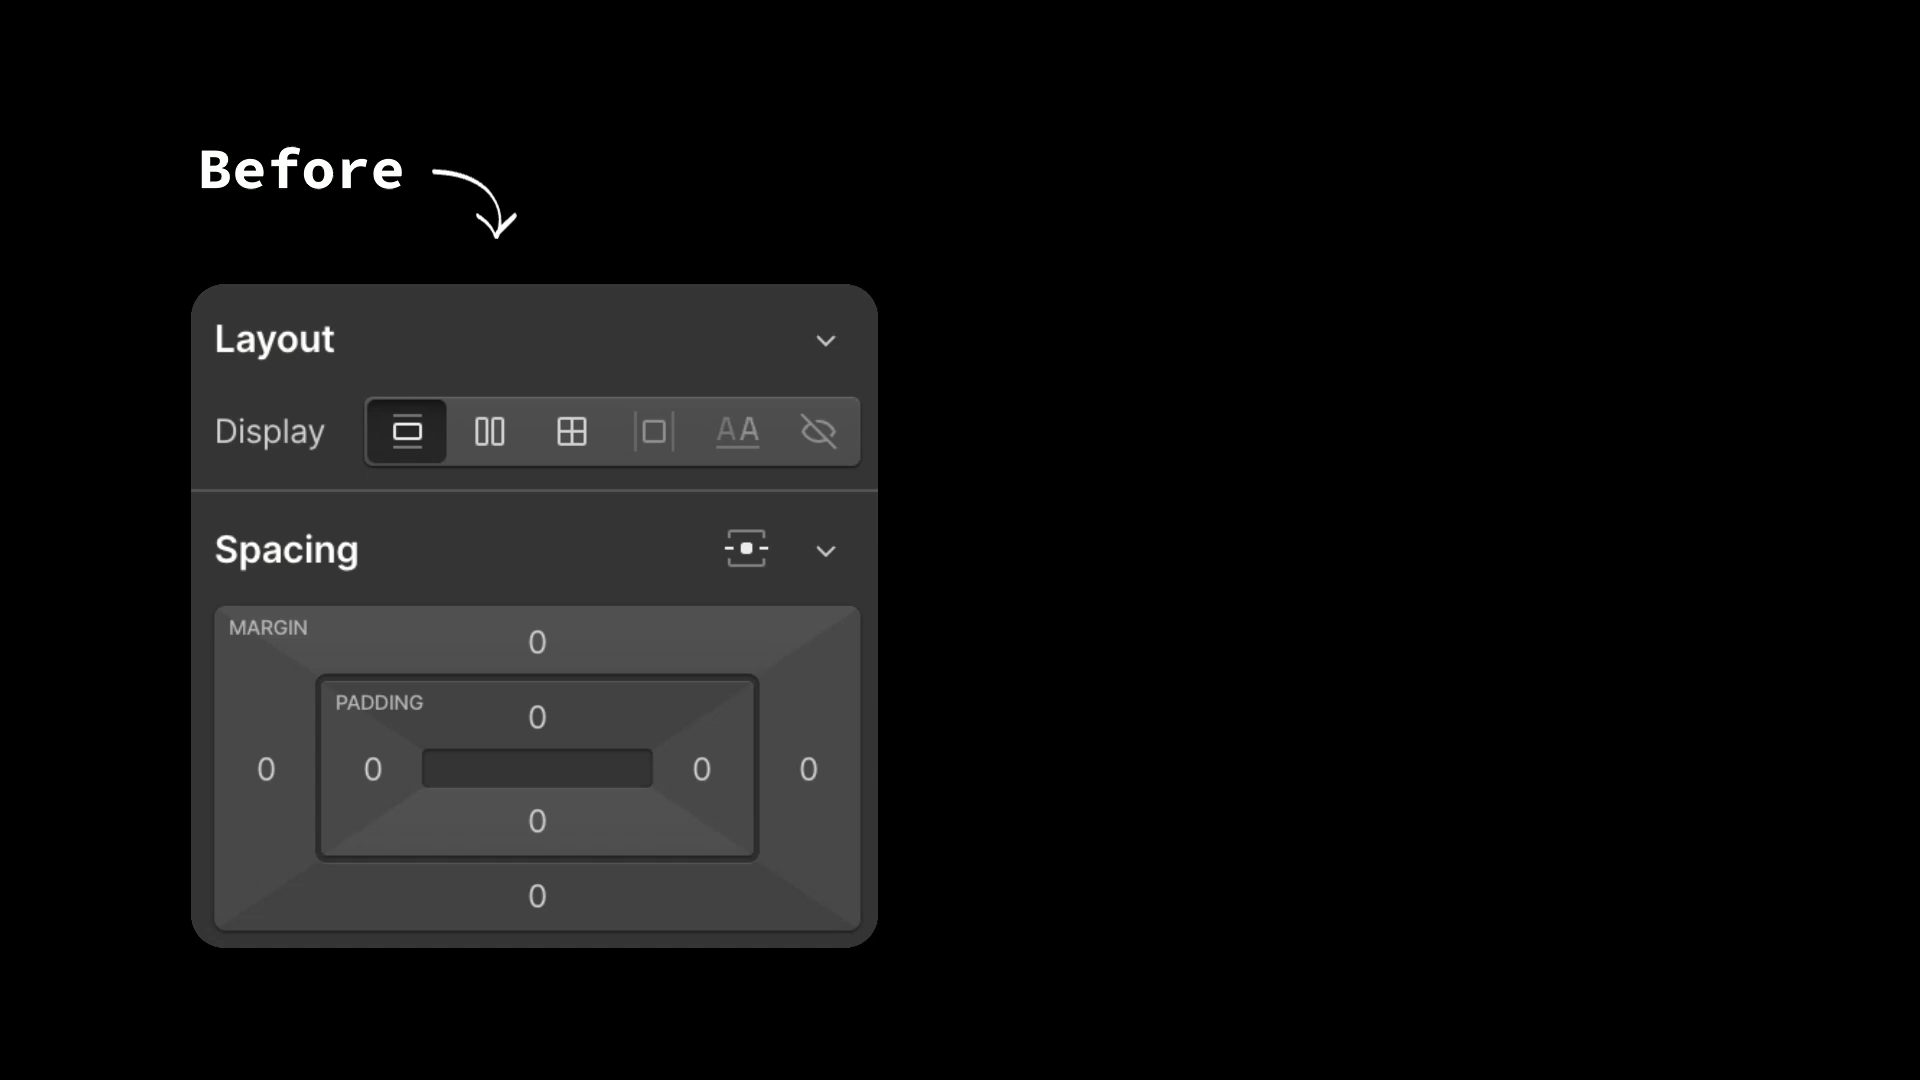 Before
Layout
Display
AA
Spacing
MARGIN
0
PADDING
0
0 0 0 0
0
0